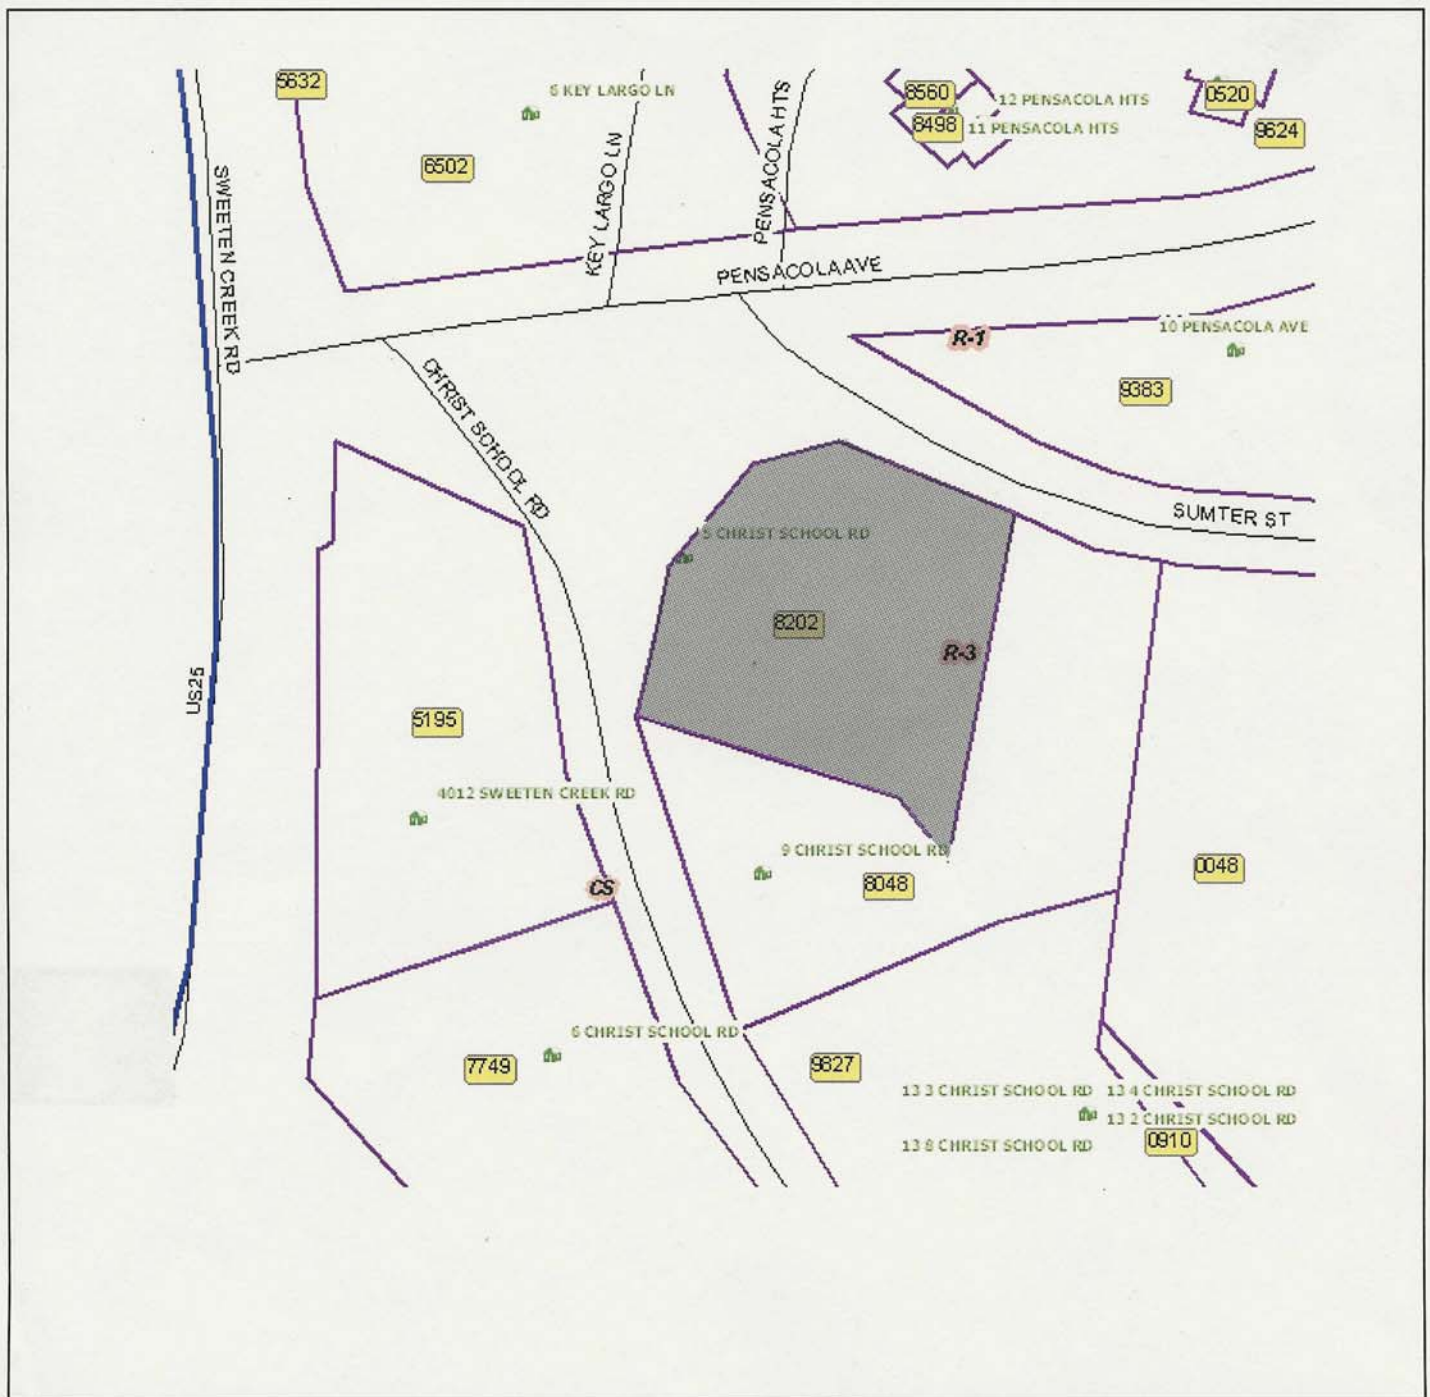 5632
6 KEY LARGO LN
6502
KEY LARGO LN
PENSACOLA HTS
8560
12 PENSACOLA HTS
8498
11 PENSACOLA HTS
0520
9624
SWEETEN CREEK RD
PENSACOLA AVE
R-1
10 PENSACOLA AVE
9383
CHRIST SCHOOL RD
SUMTER ST
5 CHRIST SCHOOL RD
8202
R-3
US25
5195
4012 SWEETEN CREEK RD
9 CHRIST SCHOOL RD
8048
0048
CS
6 CHRIST SCHOOL RD
7749
9827
13 3 CHRIST SCHOOL RD
13 4 CHRIST SCHOOL RD
13 2 CHRIST SCHOOL RD
0910
13 8 CHRIST SCHOOL RD